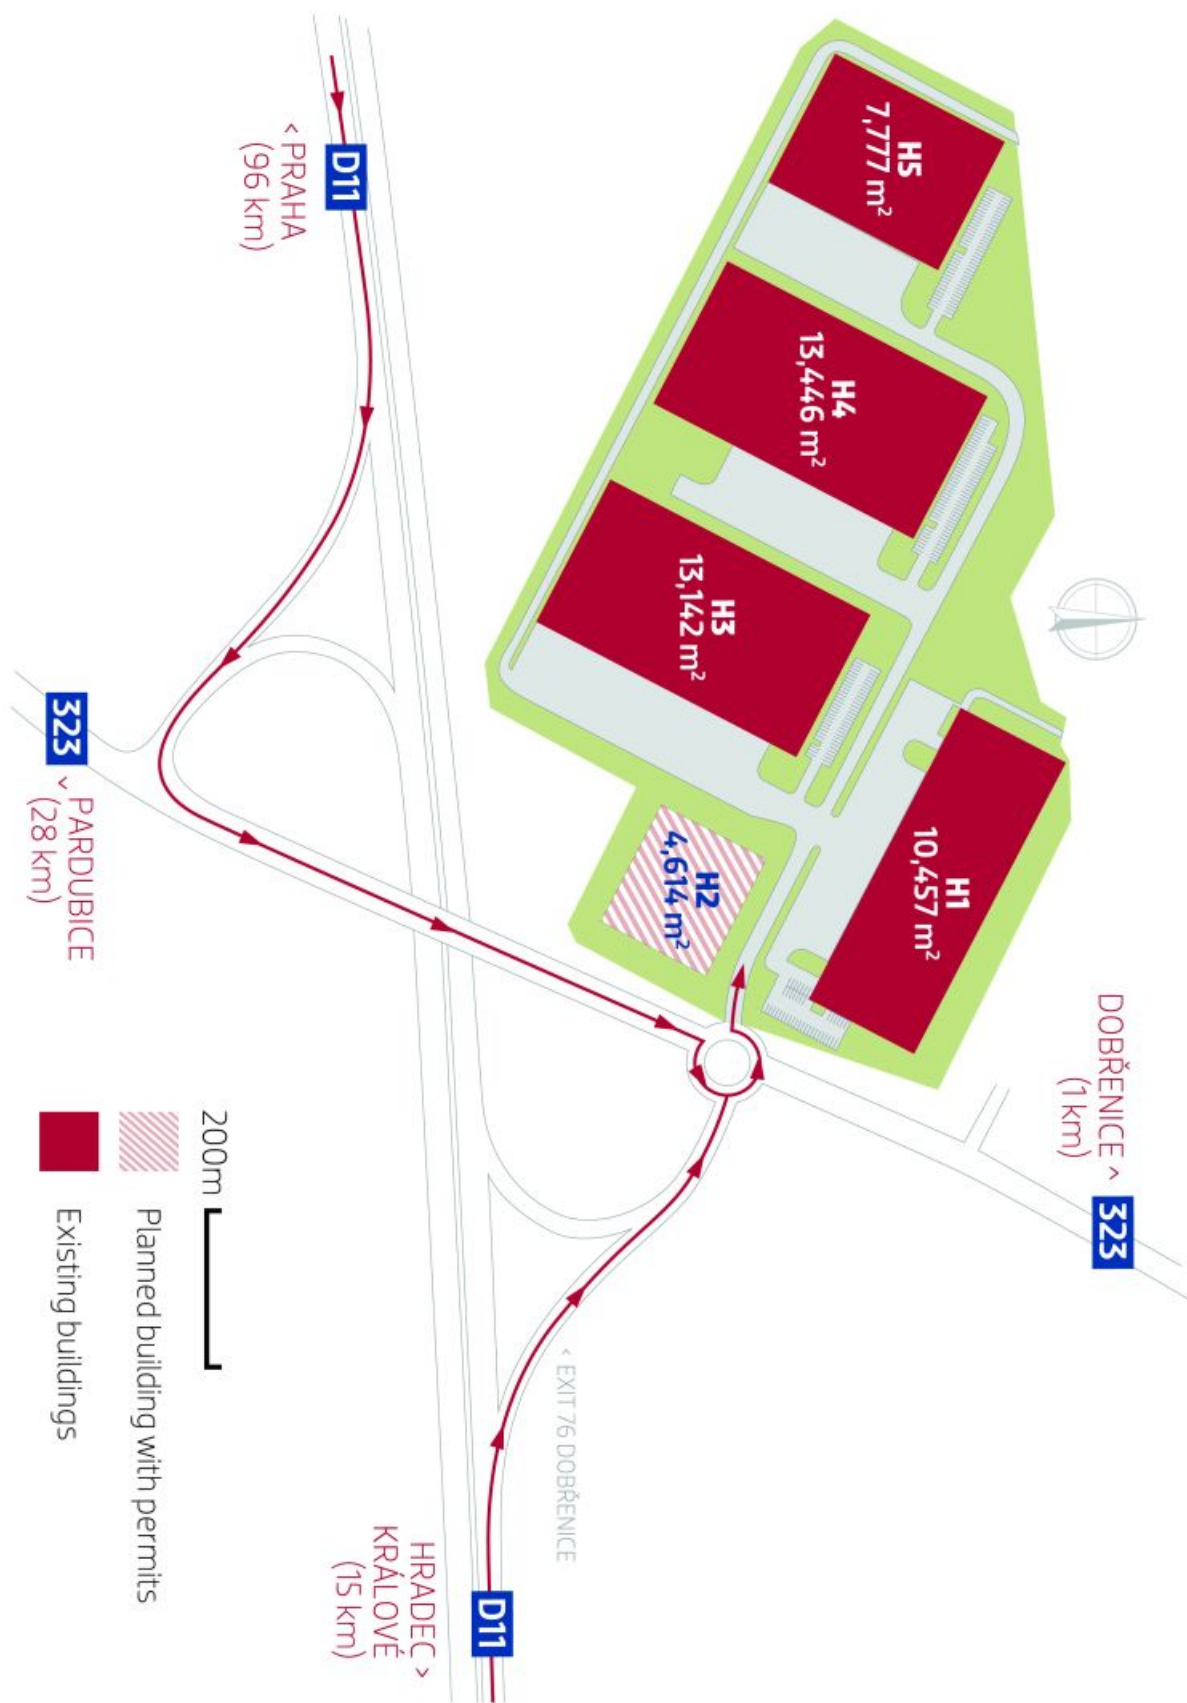 H5
7,777 m²
H4
13,446 m²
H3
13,142 m²
H1
10,457 m²
H2
4,614 m²
DOBŘENICE ^
(1 km)
323
D11
< PRAHA
(96 km)
323
˅ PARDUBICE
(28 km)
< EXIT 76 DOBŘENICE
HRADEC >
KRÁLOVÉ
(15 km)
D11
200m
Planned building with permits
Existing buildings